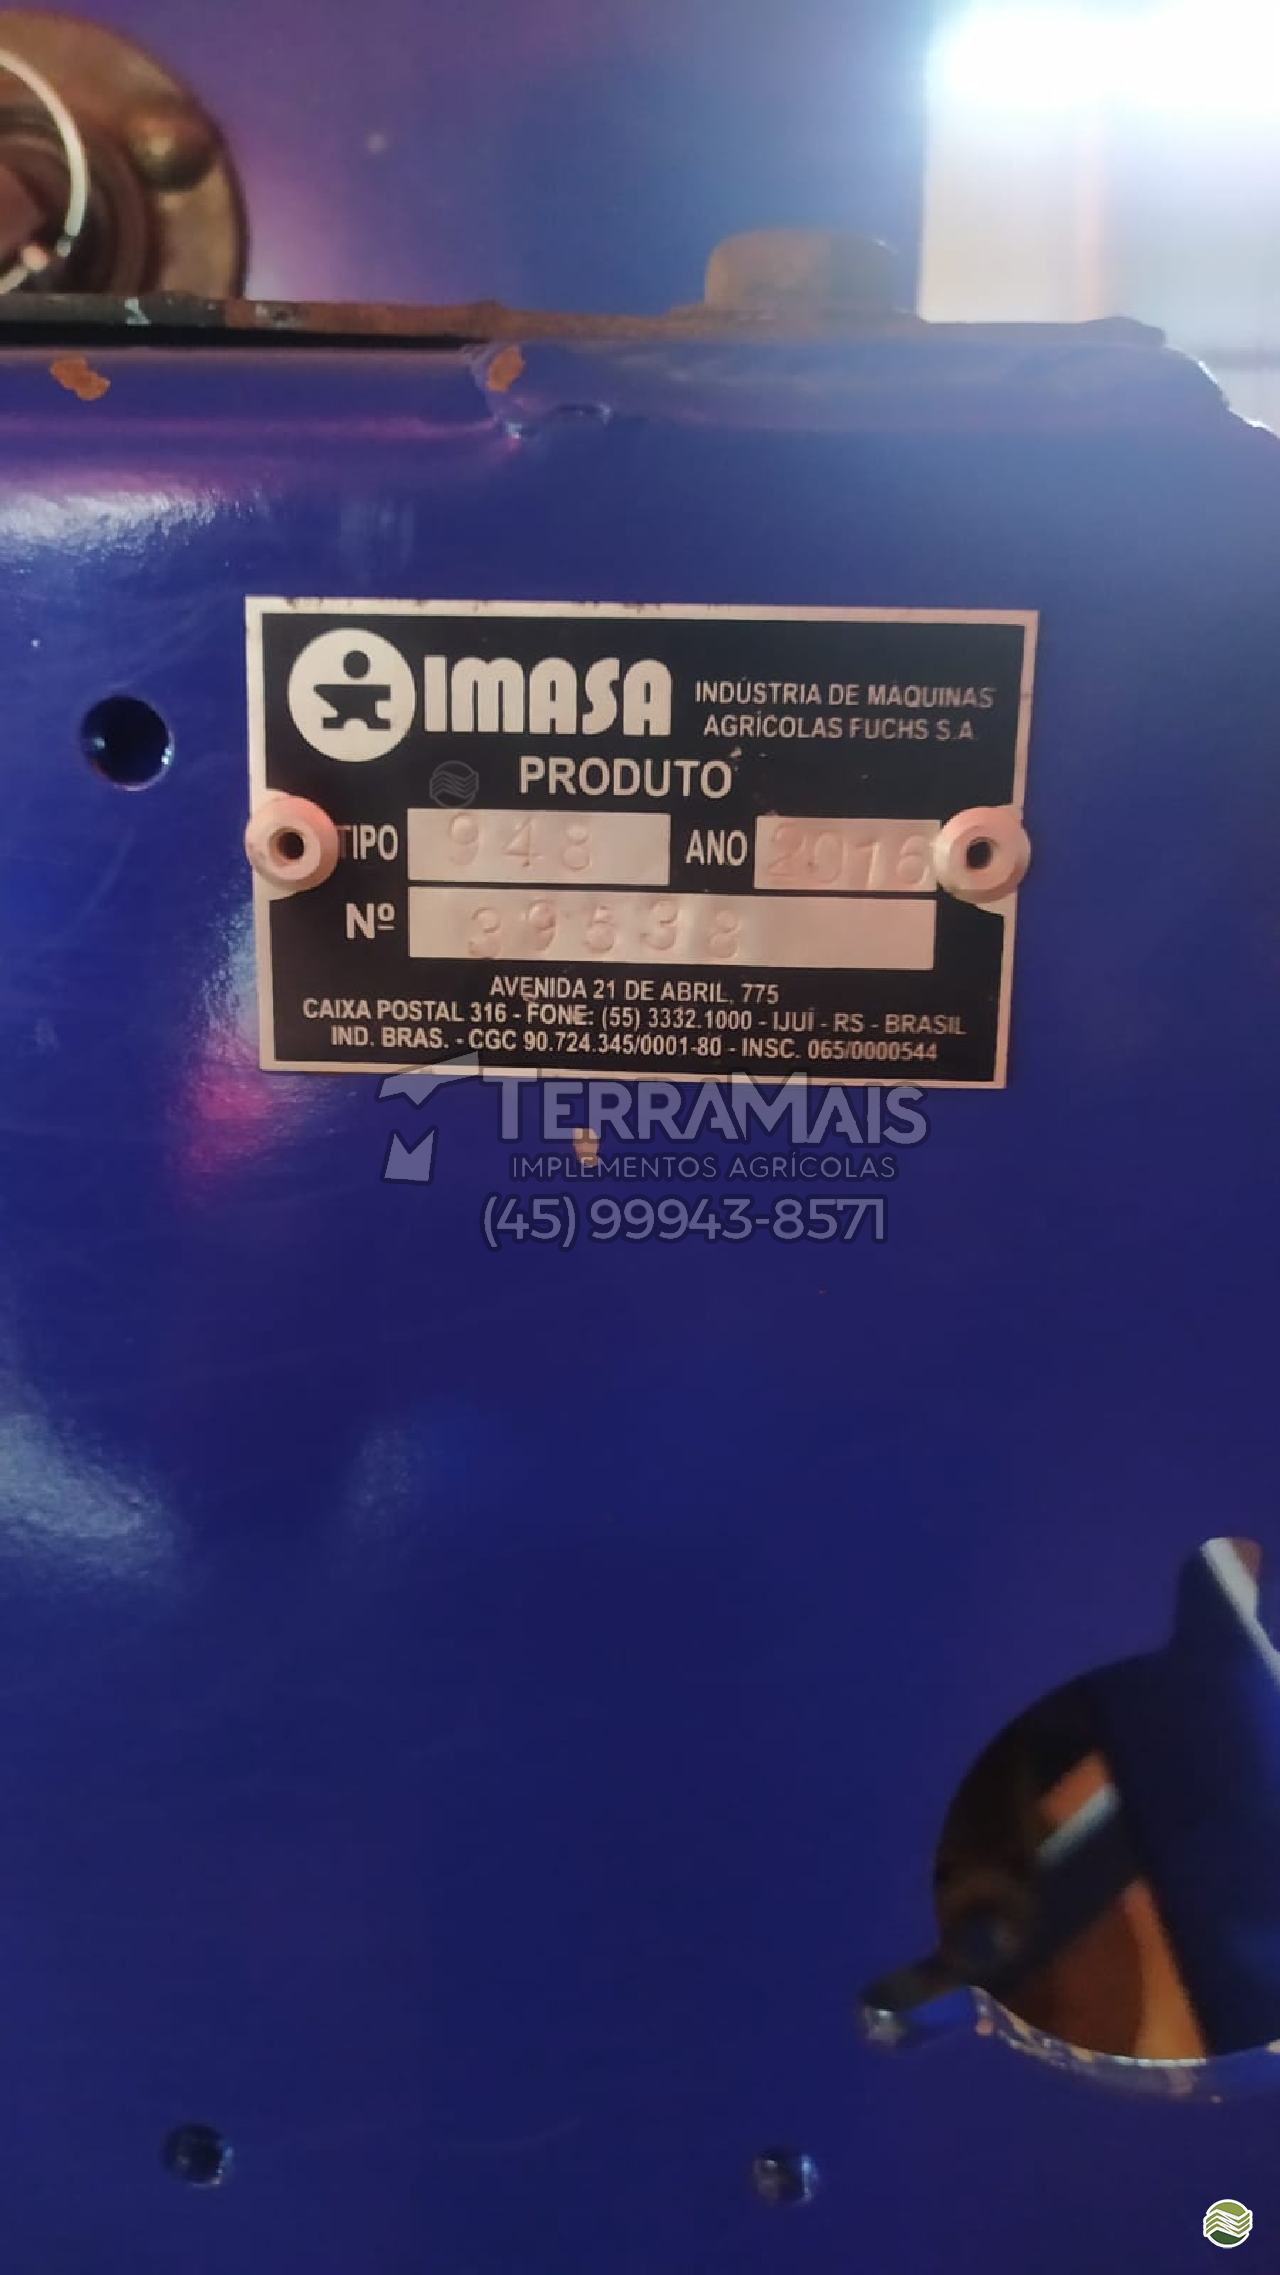 IMASA
INDÚSTRIA DE MÁQUINAS
AGRÍCOLAS FUCHS S.A
PRODUTO
TIPO 948 ANO 2016
Nº 39538
AVENIDA 21 DE ABRIL, 775
CAIXA POSTAL 316 - FONE: (55) 3332.1000 - IJUÍ - RS - BRASIL
IND. BRAS. - CGC 90.724.345/0001-80 - INSC. 065/0000544
TERRAMAIS
IMPLEMENTOS AGRÍCOLAS
(45) 99943-8571